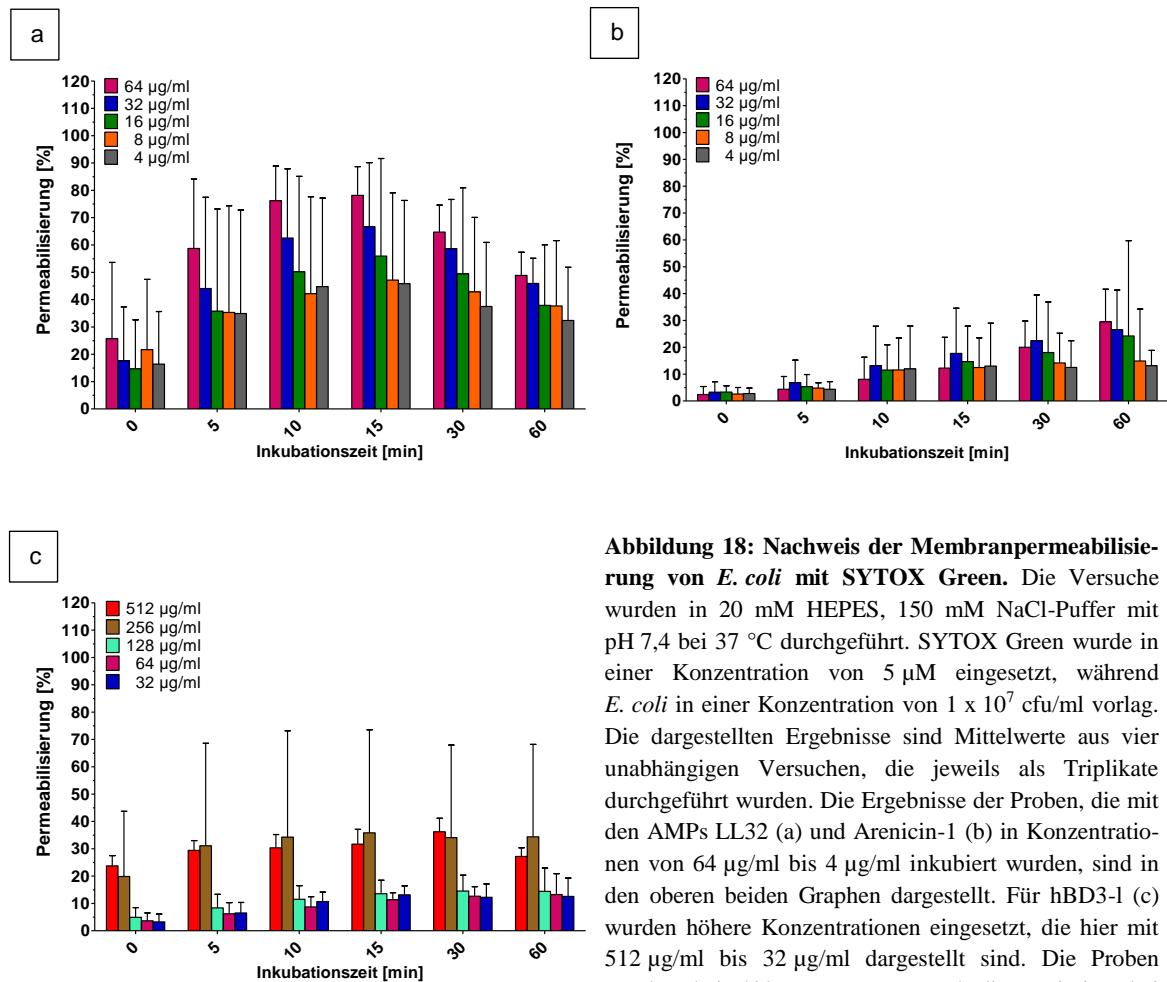 a
120
110
100
90
80
70
60
50
40
30
20
10
0
Permeabilisierung [%]
64 µg/ml
32 µg/ml
16 µg/ml
8 µg/ml
4 µg/ml
0 5 10 15 30 60
Inkubationszeit [min]
b
120
110
100
90
80
70
60
50
40
30
20
10
0
Permeabilisierung [%]
64 µg/ml
32 µg/ml
16 µg/ml
8 µg/ml
4 µg/ml
0 5 10 15 30 60
Inkubationszeit [min]
c
120
110
100
90
80
70
60
50
40
30
20
10
0
Permeabilisierung [%]
512 µg/ml
256 µg/ml
128 µg/ml
64 µg/ml
32 µg/ml
0 5 10 15 30 60
Inkubationszeit [min]
Abbildung 18: Nachweis der Membranpermeabilisie-
rung von E. coli mit SYTOX Green. Die Versuche
wurden in 20 mM HEPES, 150 mM NaCl-Puffer mit
pH 7,4 bei 37 °C durchgeführt. SYTOX Green wurde in
einer Konzentration von 5 µM eingesetzt, während
E. coli in einer Konzentration von 1 x 10⁷ cfu/ml vorlag.
Die dargestellten Ergebnisse sind Mittelwerte aus vier
unabhängigen Versuchen, die jeweils als Triplikate
durchgeführt wurden. Die Ergebnisse der Proben, die mit
den AMPs LL32 (a) und Arenicin-1 (b) in Konzentratio-
nen von 64 µg/ml bis 4 µg/ml inkubiert wurden, sind in
den oberen beiden Graphen dargestellt. Für hBD3-l (c)
wurden höhere Konzentrationen eingesetzt, die hier mit
512 µg/ml bis 32 µg/ml dargestellt sind. Die Proben